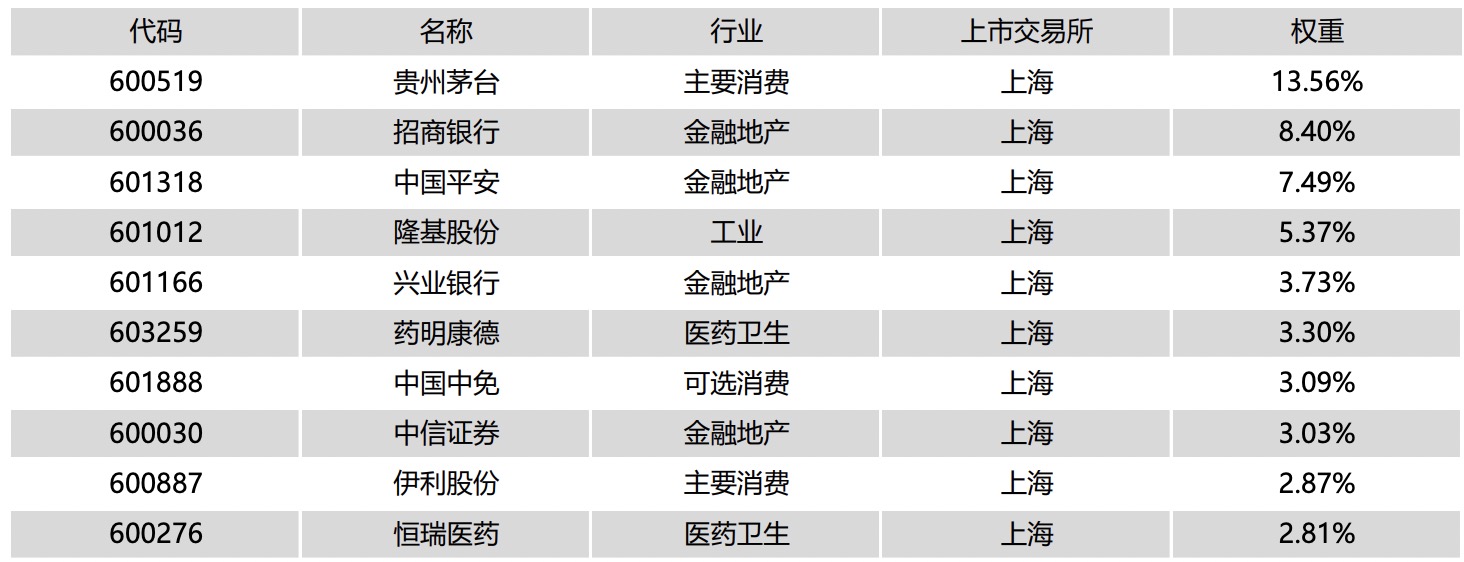 代码 名称 行业 上市交易所 权重
600519 贵州茅台 主要消费 上海 13.56%
600036 招商银行 金融地产 上海 8.40%
601318 中国平安 金融地产 上海 7.49%
601012 隆基股份 工业 上海 5.37%
601166 兴业银行 金融地产 上海 3.73%
603259 药明康德 医药卫生 上海 3.30%
601888 中国中免 可选消费 上海 3.09%
600030 中信证券 金融地产 上海 3.03%
600887 伊利股份 主要消费 上海 2.87%
600276 恒瑞医药 医药卫生 上海 2.81%